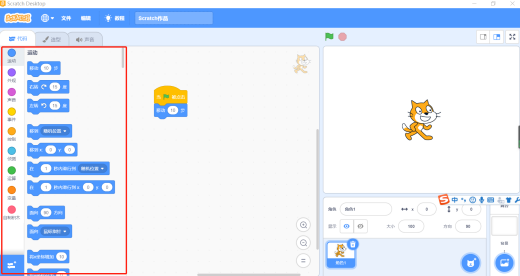 Scratch Desktop
文件 编辑 教程 Scratch作品
代码 造型 声音
运动
运动
外观
声音
事件
控制
侦测
运算
变量
自制积木
移动 10 步
右转 15 度
左转 15 度
移到 随机位置
移到 x: 0 y: 0
在 1 秒内滑行到 随机位置
在 1 秒内滑行到 x: 0 y: 0
面向 90 方向
面向 鼠标指针
将x坐标增加 10
移动 10 步
角色 角色1 x 0 y 0
显示 大小 100 方向 90
角色1
背景